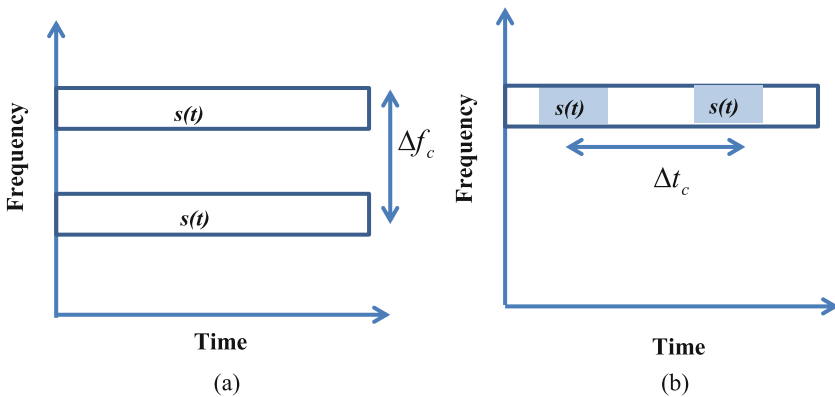 Frequency
s(t)
s(t)
Δf_c
Time
(a)
Frequency
s(t)
s(t)
Δt_c
Time
(b)